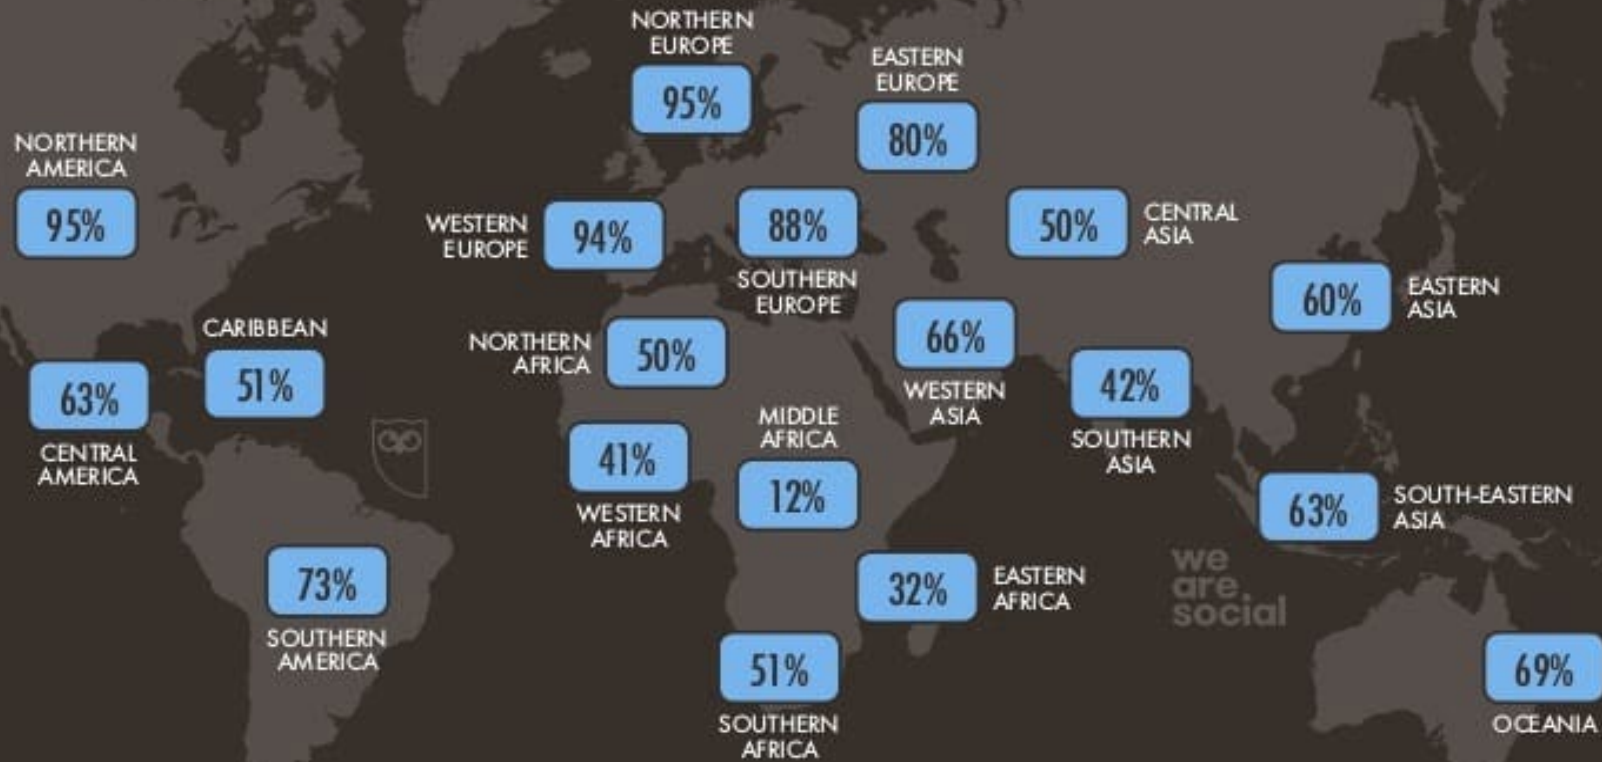 NORTHERN
EUROPE
95%
EASTERN
EUROPE
80%
NORTHERN
AMERICA
95%
WESTERN
EUROPE
94%
88%
SOUTHERN
EUROPE
50%
CENTRAL
ASIA
60%
EASTERN
ASIA
CARIBBEAN
51%
NORTHERN
AFRICA
50%
66%
WESTERN
ASIA
42%
SOUTHERN
ASIA
63%
CENTRAL
AMERICA
41%
WESTERN
AFRICA
MIDDLE
AFRICA
12%
63%
SOUTH-EASTERN
ASIA
73%
SOUTHERN
AMERICA
32%
EASTERN
AFRICA
we
are
social
51%
SOUTHERN
AFRICA
69%
OCEANIA